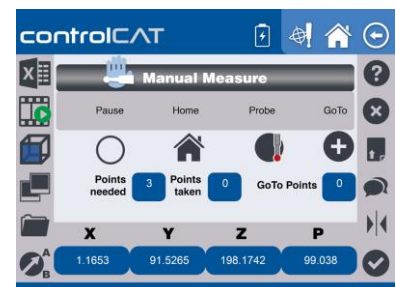 controlCAT
Manual Measure
Pause Home Probe GoTo
Points needed 3 Points taken 0 GoTo Points 0
X Y Z P
1.1653 91.5265 198.1742 99.038
A
B
X
?